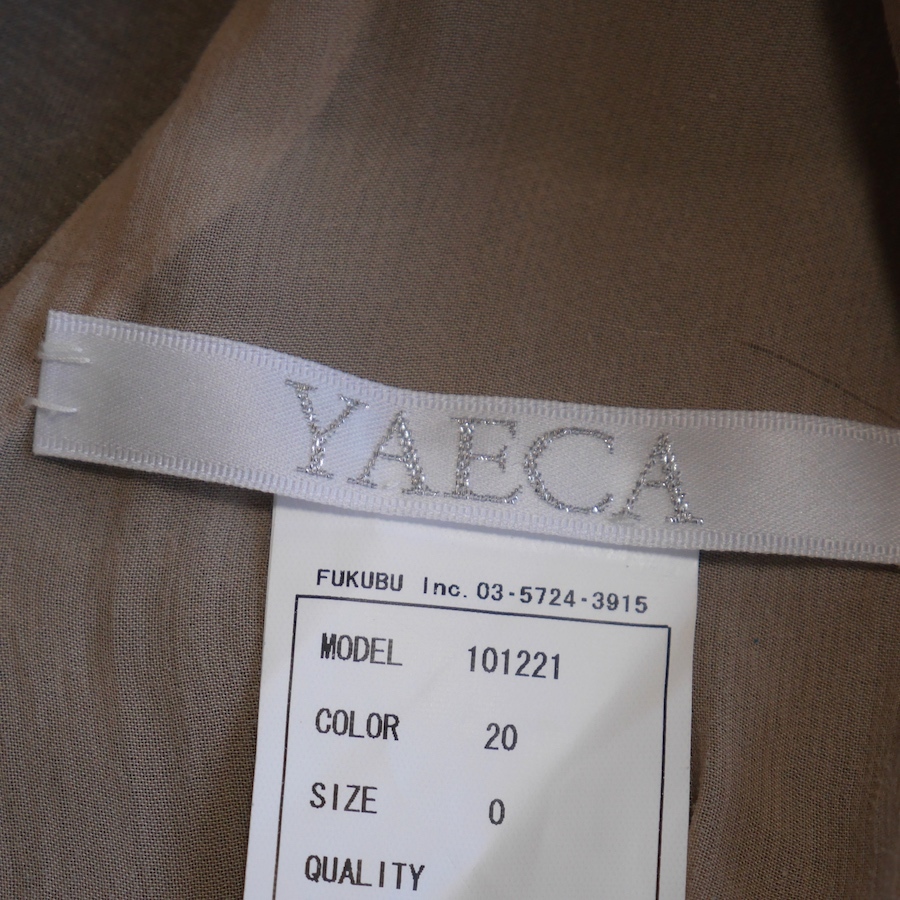 YAECA
FUKUBU Inc. 03-5724-3915
MODEL 101221
COLOR 20
SIZE 0
QUALITY